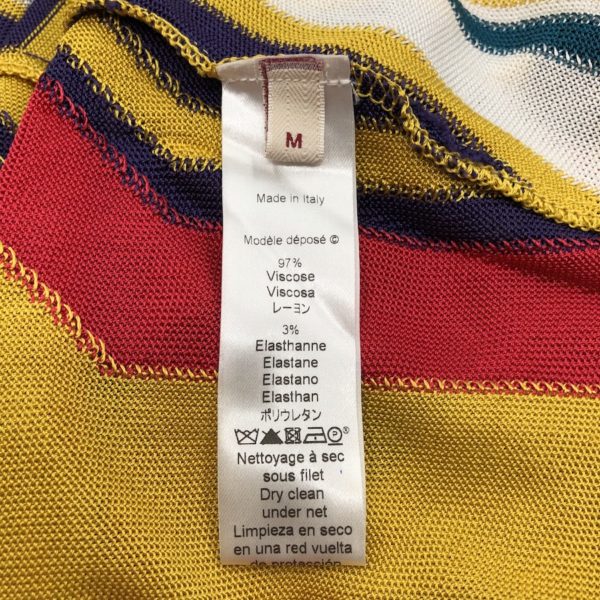 M
Made in Italy
Modèle déposé ©
97%
Viscose
Viscosa
レーヨン
3%
Elasthanne
Elastane
Elastano
Elasthan
ポリウレタン
Nettoyage à sec
sous filet
Dry clean
under net
Limpieza en seco
en una red vuelta
de protección